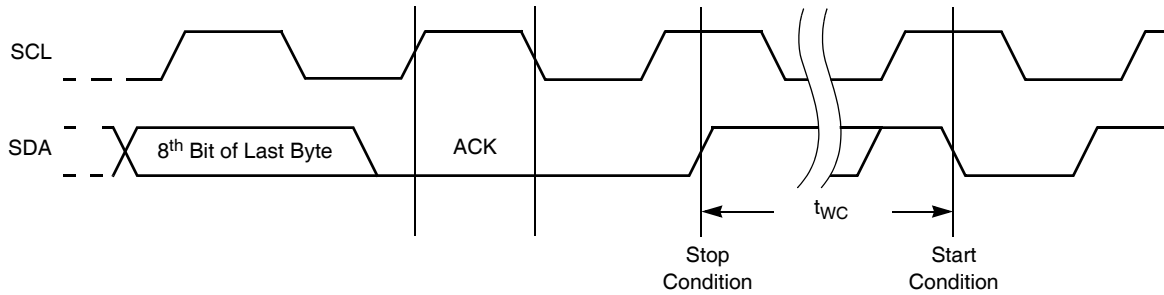 SCL
SDA
8th Bit of Last Byte
ACK
tWC
Stop
Condition
Start
Condition